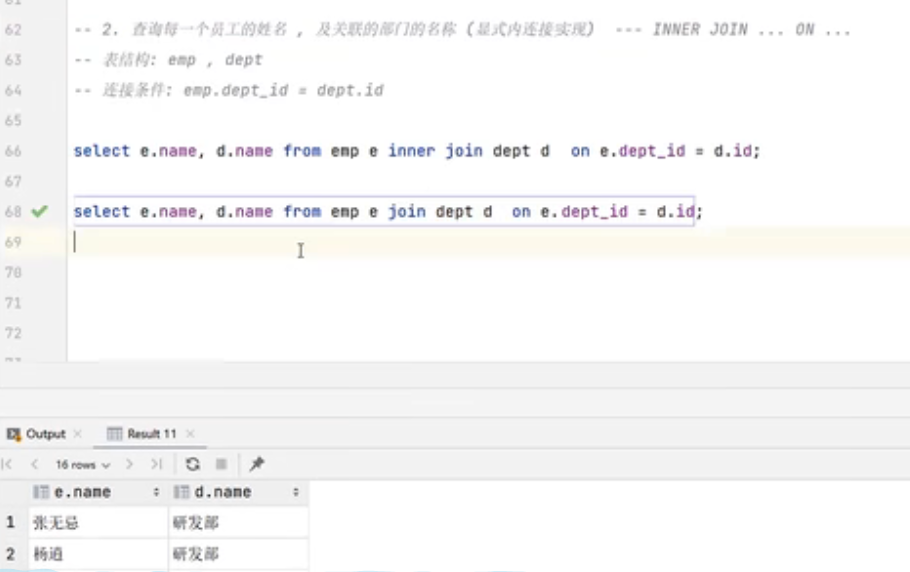 61
62 -- 2. 查询每一个员工的姓名 , 及关联的部门的名称 (显式内连接实现) --- INNER JOIN ... ON ...
63 -- 表结构: emp , dept
64 -- 连接条件: emp.dept_id = dept.id
65
66 select e.name, d.name from emp e inner join dept d  on e.dept_id = d.id;
67
68 select e.name, d.name from emp e join dept d  on e.dept_id = d.id;
69
70
71
72
73
Output Result 11
16 rows
e.name d.name
1 张无忌 研发部
2 杨逍 研发部